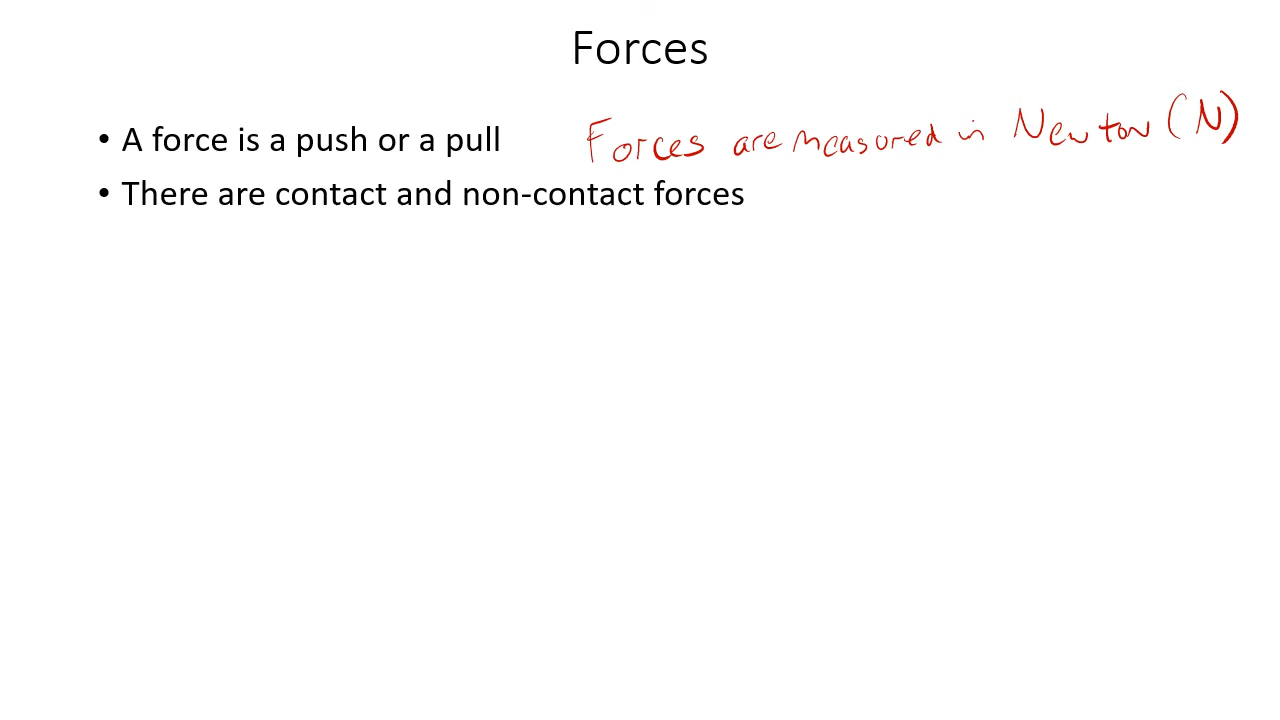 Forces
• A force is a push or a pull
Forces are measured in Newton (N)
• There are contact and non-contact forces